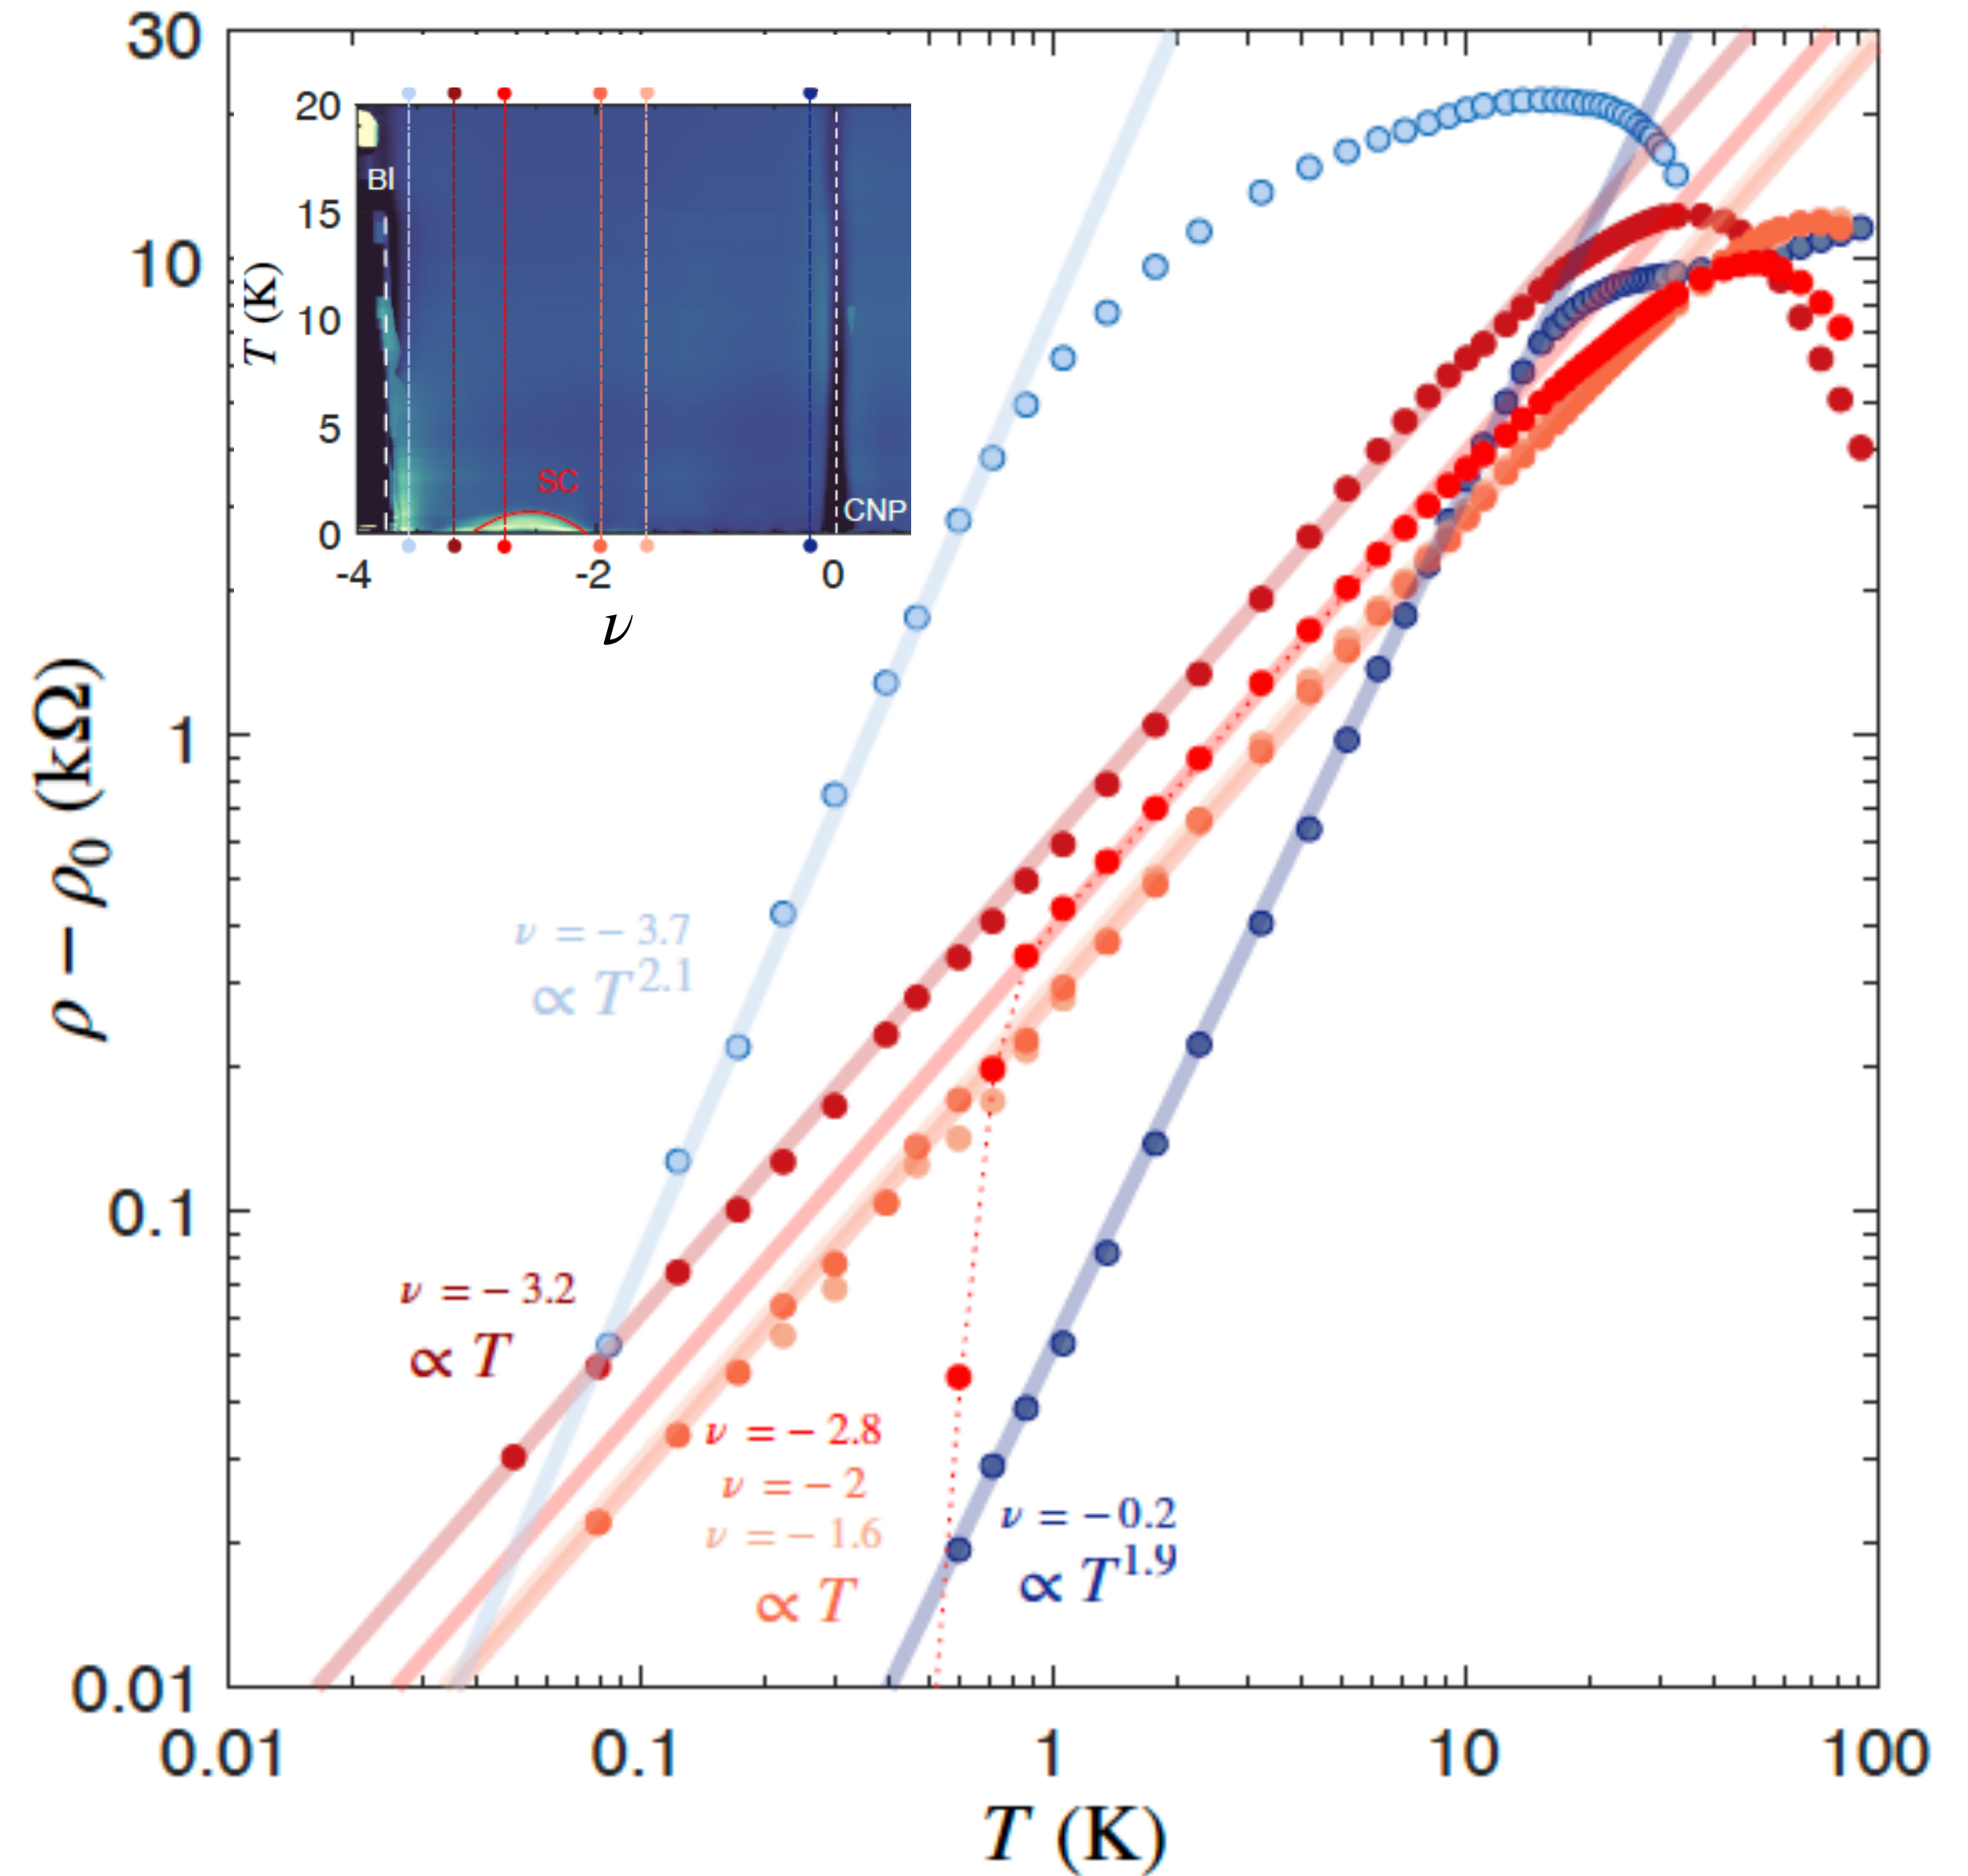 30
10
1
0.1
0.01
ρ − ρ0 (kΩ)
20
15
10
5
0
T (K)
BI
SC
CNP
-4 -2 0
ν
ν = − 3.7
∝ T^2.1
ν = − 3.2
∝ T
ν = − 2.8
ν = − 2
ν = − 1.6
∝ T
ν = − 0.2
∝ T^1.9
0.01 0.1 1 10 100
T (K)